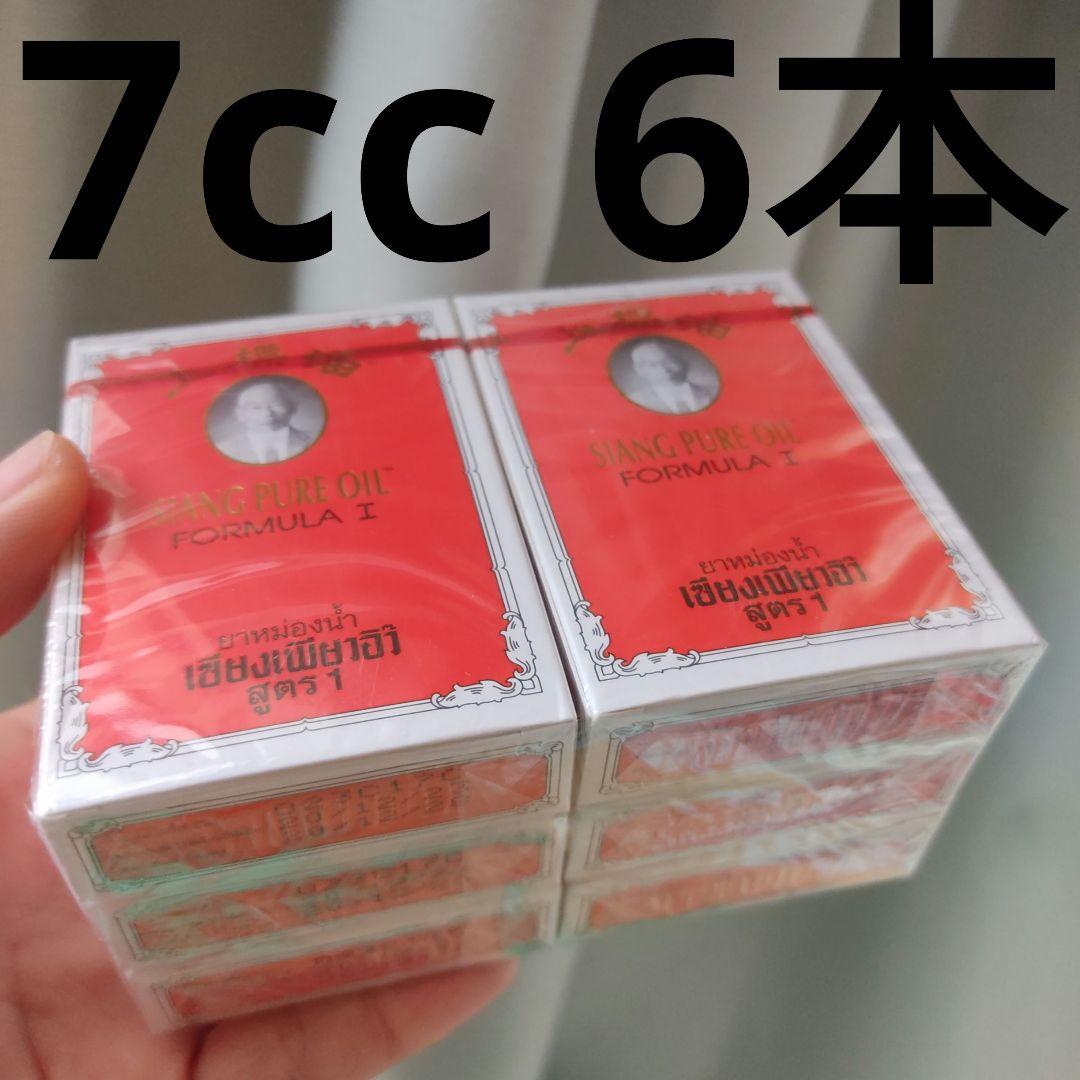 7cc 6本
SIANG PURE OIL™
FORMULA I
ยาหม่องน้ำ
เซียงเพียวอิ๊ว
สูตร 1
SIANG PURE OIL
FORMULA I
ยาหม่องน้ำ
เซียงเพียวอิ๊ว
สูตร 1